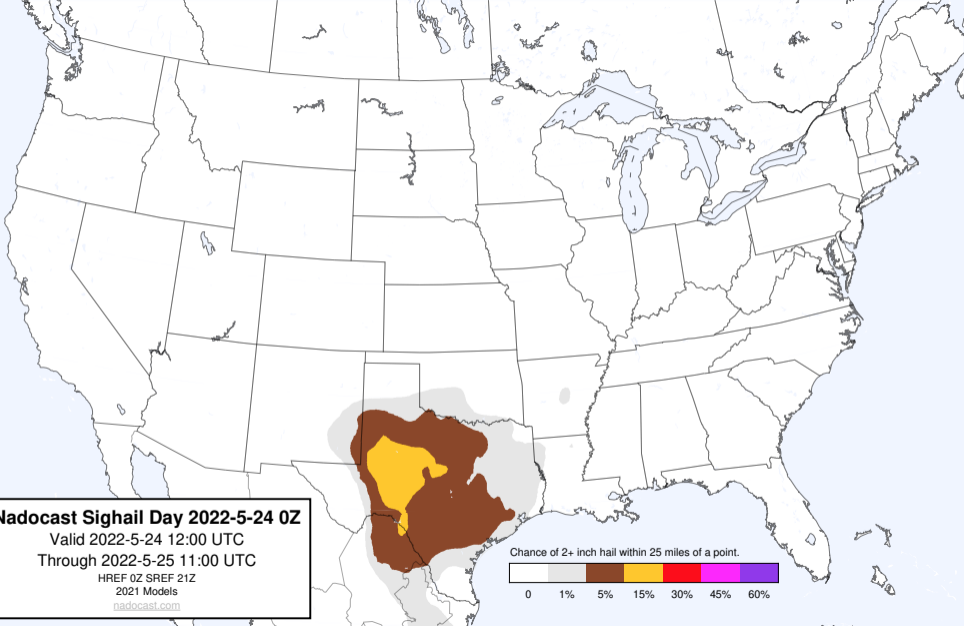 Nadocast Sighail Day 2022-5-24 0Z
Valid 2022-5-24 12:00 UTC
Through 2022-5-25 11:00 UTC
HREF 0Z SREF 21Z
2021 Models
nadocast.com
Chance of 2+ inch hail within 25 miles of a point.
0 1% 5% 15% 30% 45% 60%